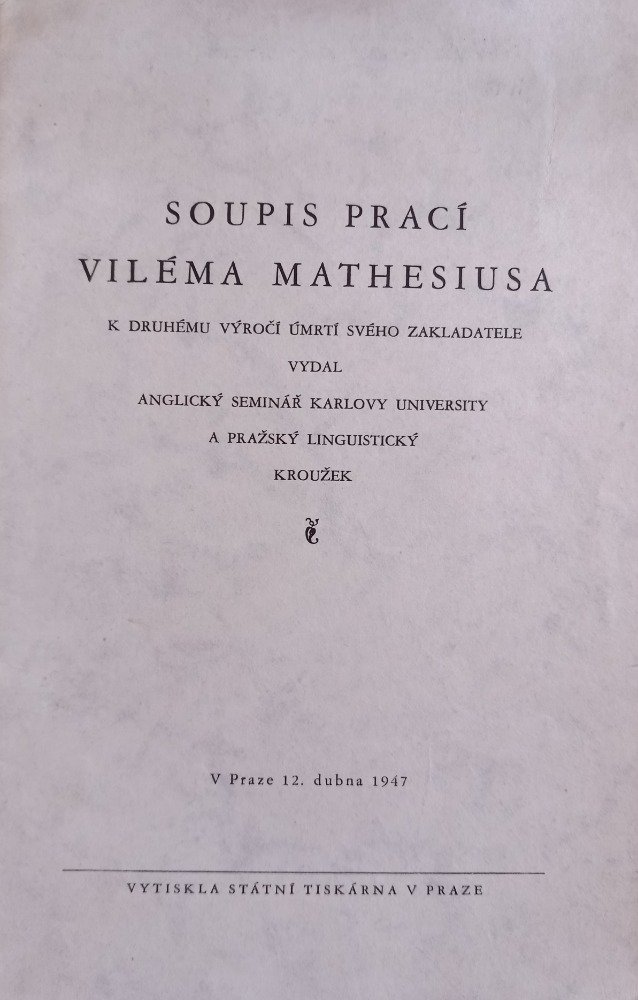 SOUPIS PRACÍ
VILÉMA MATHESIUSA
K DRUHÉMU VÝROČÍ ÚMRTÍ SVÉHO ZAKLADATELE
VYDAL
ANGLICKÝ SEMINÁŘ KARLOVY UNIVERSITY
A PRAŽSKÝ LINGUISTICKÝ
KROUŽEK
V Praze 12. dubna 1947
VYTISKLA STÁTNÍ TISKÁRNA V PRAZE